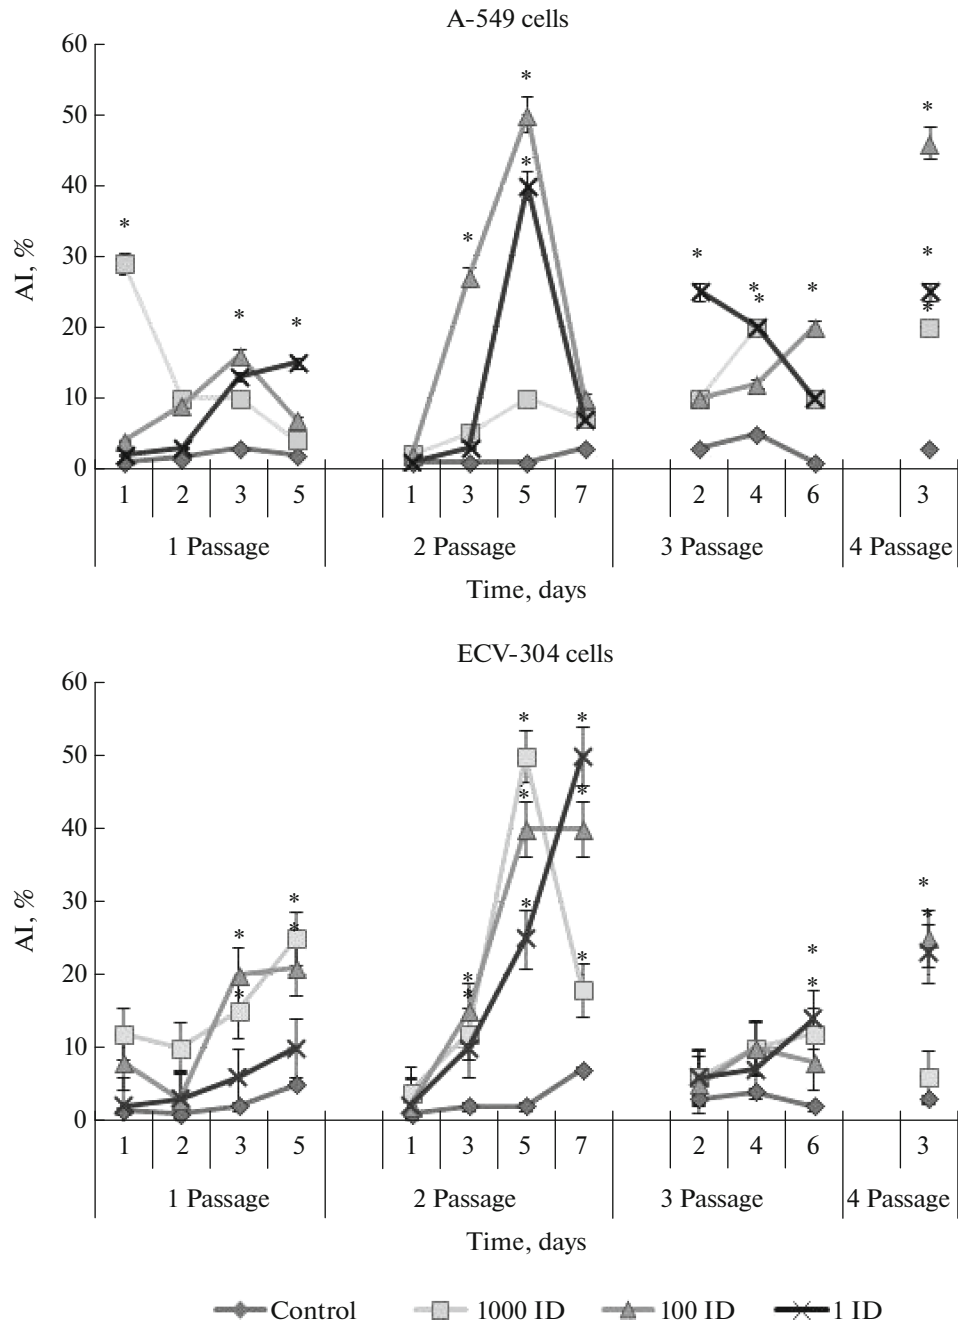 A-549 cells
AI, %
60
50
40
30
20
10
0
* * * * * * * * * * * * * *
1 2 3 5 1 3 5 7 2 4 6 3
1 Passage 2 Passage 3 Passage 4 Passage
Time, days
ECV-304 cells
AI, %
60
50
40
30
20
10
0
* * * * * * * * * * * * * * * *
1 2 3 5 1 3 5 7 2 4 6 3
1 Passage 2 Passage 3 Passage 4 Passage
Time, days
Control 1000 ID 100 ID 1 ID